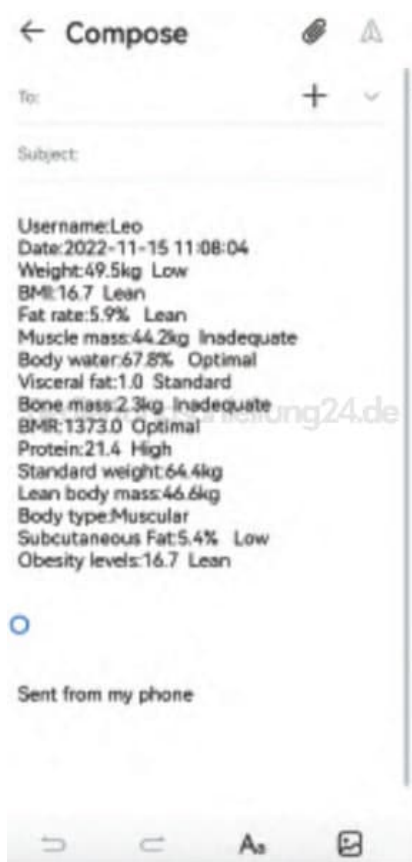 Compose
To:
Subject:
Username:Leo
Date:2022-11-15 11:08:04
Weight:49.5kg Low
BMI:16.7 Lean
Fat rate:5.9% Lean
Muscle mass:44.2kg Inadequate
Body water:67.8% Optimal
Visceral fat:1.0 Standard
Bone mass:2.3kg Inadequate
BMR:1373.0 Optimal
Protein:21.4 High
Standard weight:64.4kg
Lean body mass:46.6kg
Body type:Muscular
Subcutaneous Fat:5.4% Low
Obesity levels:16.7 Lean
Sent from my phone
Aa